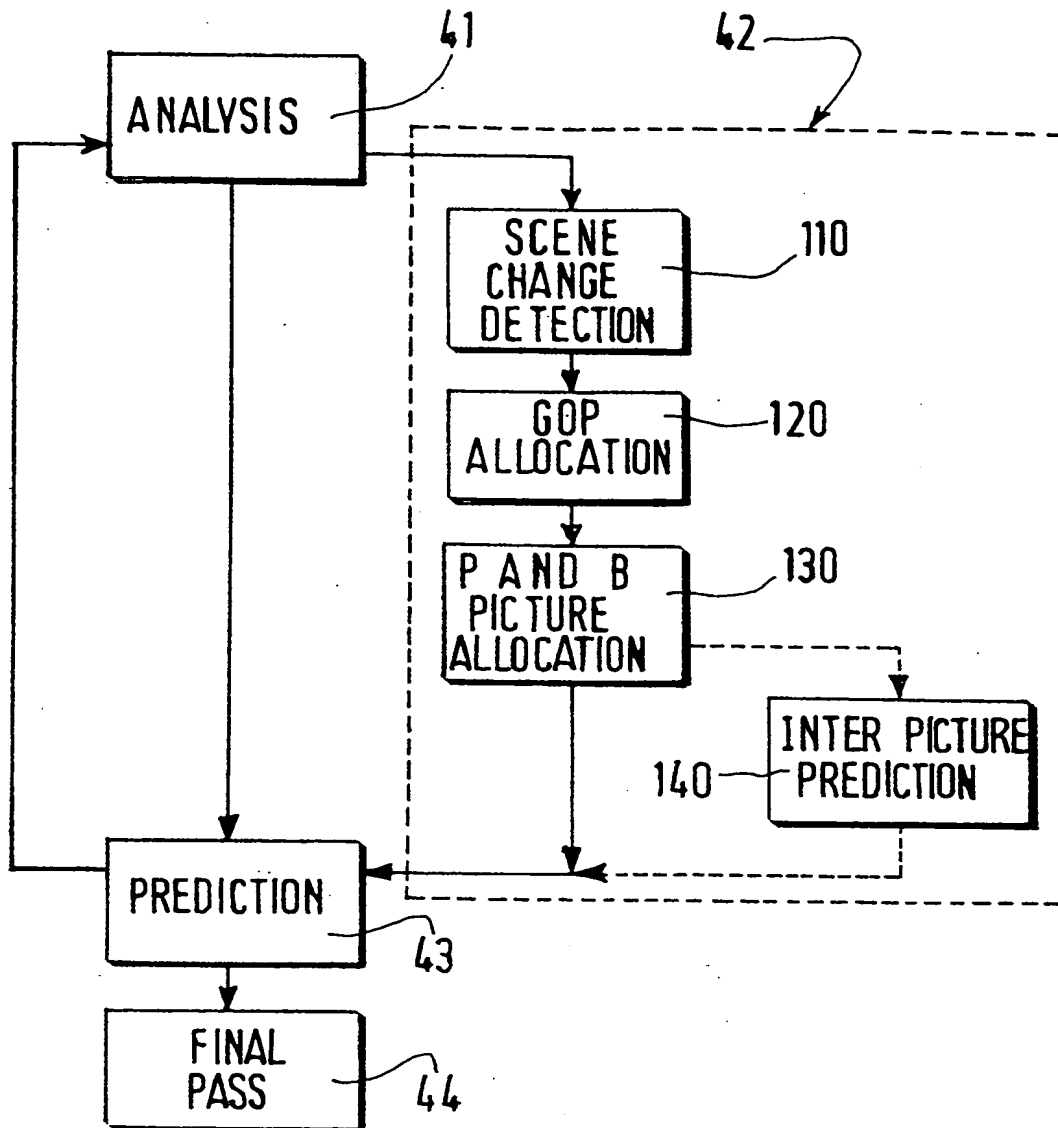 41
42
ANALYSIS
SCENE
CHANGE
DETECTION
110
GOP
ALLOCATION
120
P AND B
PICTURE
ALLOCATION
130
INTER PICTURE
PREDICTION
140
PREDICTION
43
FINAL
PASS
44